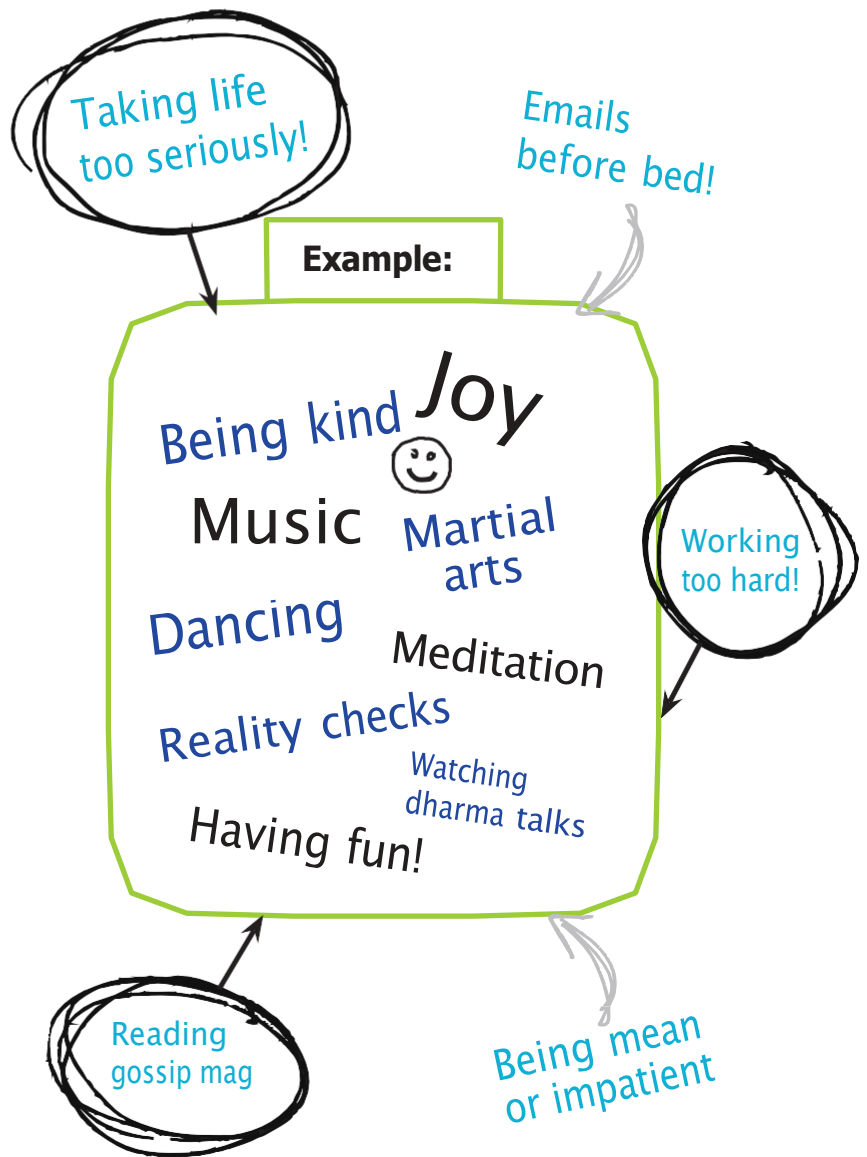 Taking life
too seriously!
Emails
before bed!
Example:
Joy
Being kind
Music
Martial
arts
Working
too hard!
Dancing
Meditation
Reality checks
Watching
dharma talks
Having fun!
Reading
gossip mag
Being mean
or impatient